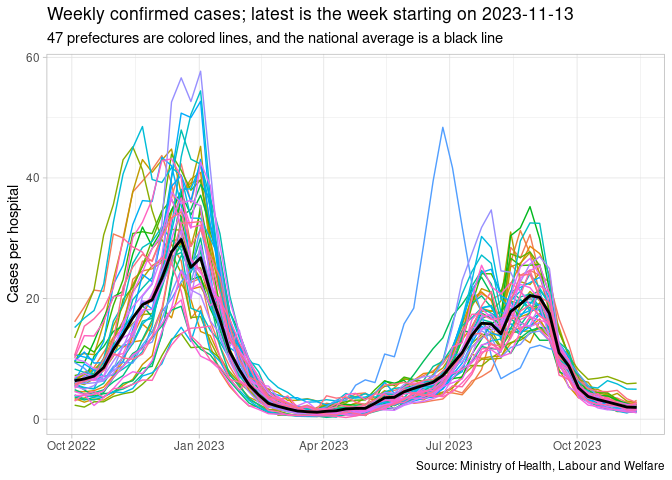 Weekly confirmed cases; latest is the week starting on 2023-11-13
47 prefectures are colored lines, and the national average is a black line
60
40
20
0
Cases per hospital
Oct 2022
Jan 2023
Apr 2023
Jul 2023
Oct 2023
Source: Ministry of Health, Labour and Welfare